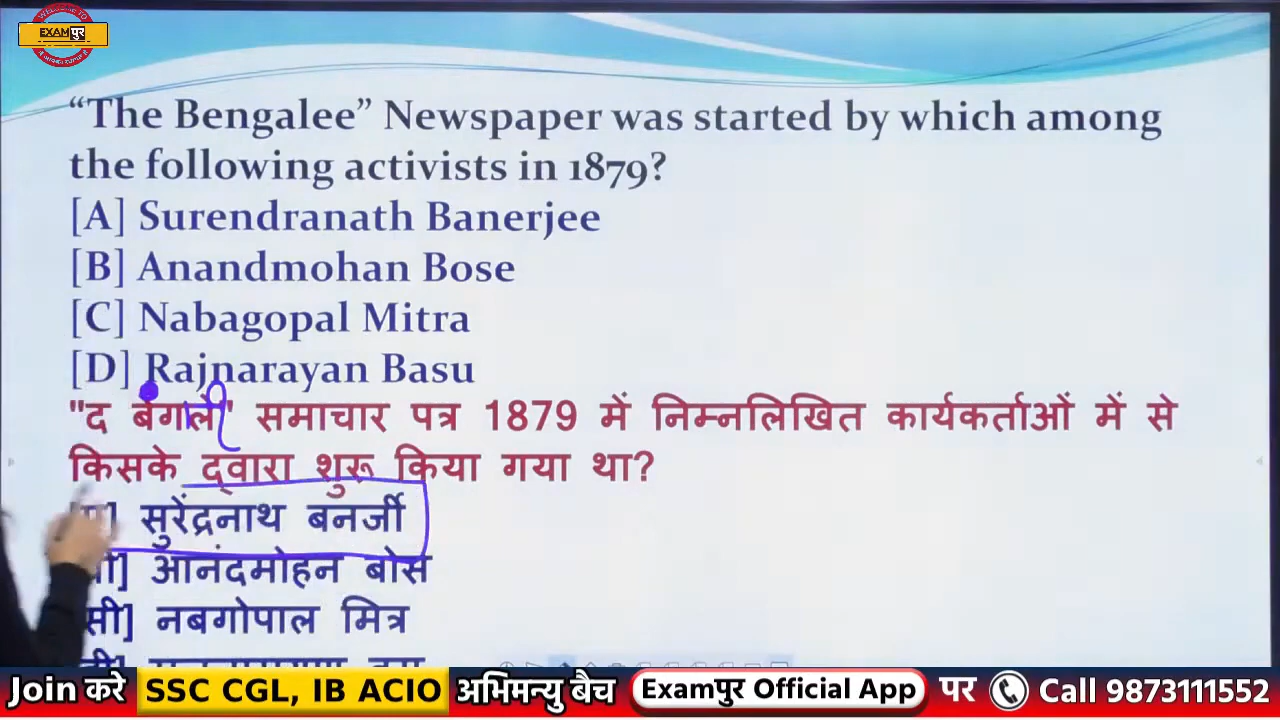 WELCOME TO
EXAMपुर
“The Bengalee” Newspaper was started by which among
the following activists in 1879?
[A] Surendranath Banerjee
[B] Anandmohan Bose
[C] Nabagopal Mitra
[D] Rajnarayan Basu
"द बंगाली" समाचार पत्र 1879 में निम्नलिखित कार्यकर्ताओं में से
किसके द्वारा शुरू किया गया था?
सुरेंद्रनाथ बनर्जी
बी] आनंदमोहन बोस
सी] नबगोपाल मित्र
Join करे SSC CGL, IB ACIO अभिमन्यु बैच Examपुर Official App पर Call 9873111552